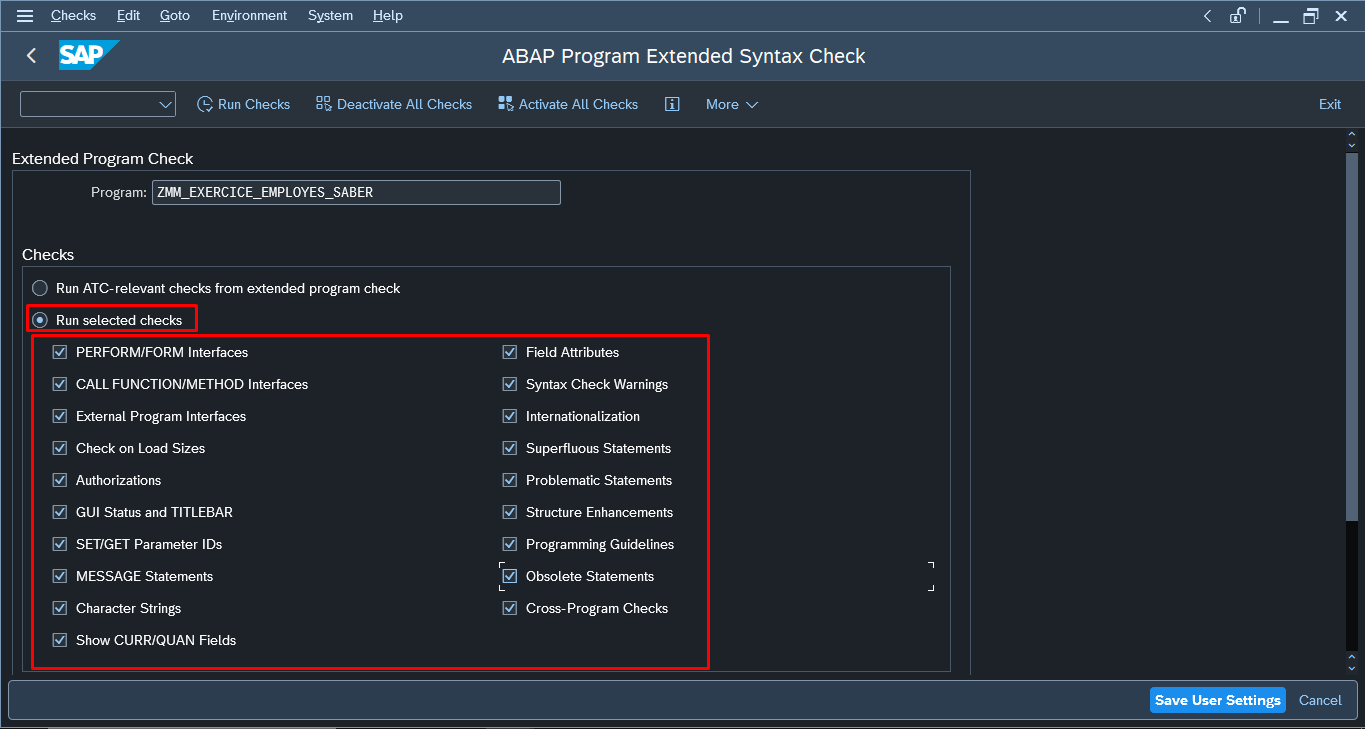 Checks Edit Goto Environment System Help
SAP ABAP Program Extended Syntax Check
Run Checks Deactivate All Checks Activate All Checks More Exit
Extended Program Check
Program: ZMM_EXERCICE_EMPLOYES_SABER
Checks
Run ATC-relevant checks from extended program check
Run selected checks
PERFORM/FORM Interfaces Field Attributes
CALL FUNCTION/METHOD Interfaces Syntax Check Warnings
External Program Interfaces Internationalization
Check on Load Sizes Superfluous Statements
Authorizations Problematic Statements
GUI Status and TITLEBAR Structure Enhancements
SET/GET Parameter IDs Programming Guidelines
MESSAGE Statements Obsolete Statements
Character Strings Cross-Program Checks
Show CURR/QUAN Fields
Save User Settings Cancel